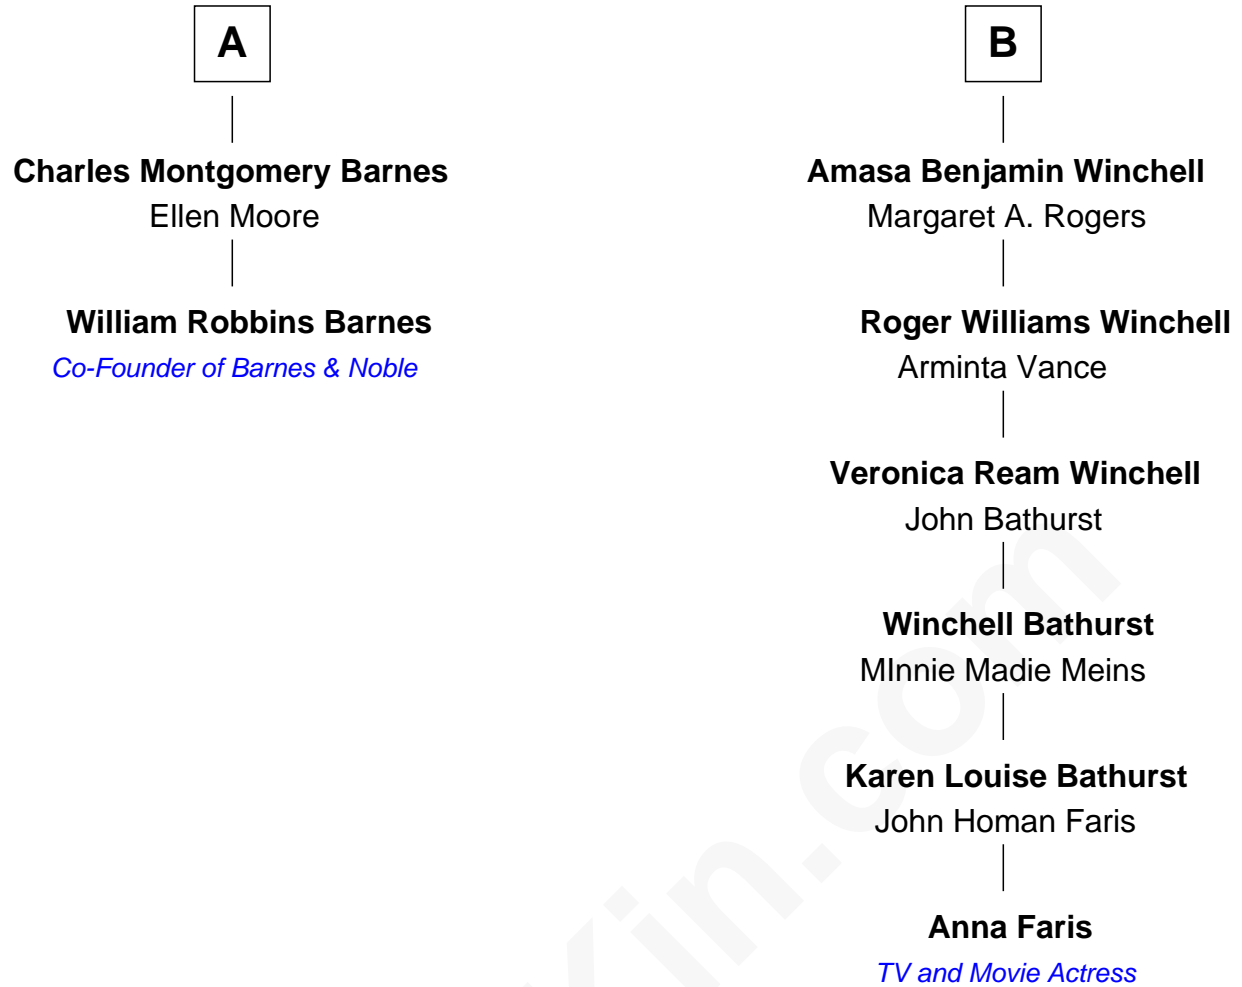 A
Charles Montgomery Barnes
Ellen Moore
William Robbins Barnes
Co-Founder of Barnes & Noble
B
Amasa Benjamin Winchell
Margaret A. Rogers
Roger Williams Winchell
Arminta Vance
Veronica Ream Winchell
John Bathurst
Winchell Bathurst
MInnie Madie Meins
Karen Louise Bathurst
John Homan Faris
Anna Faris
TV and Movie Actress
Kin.com